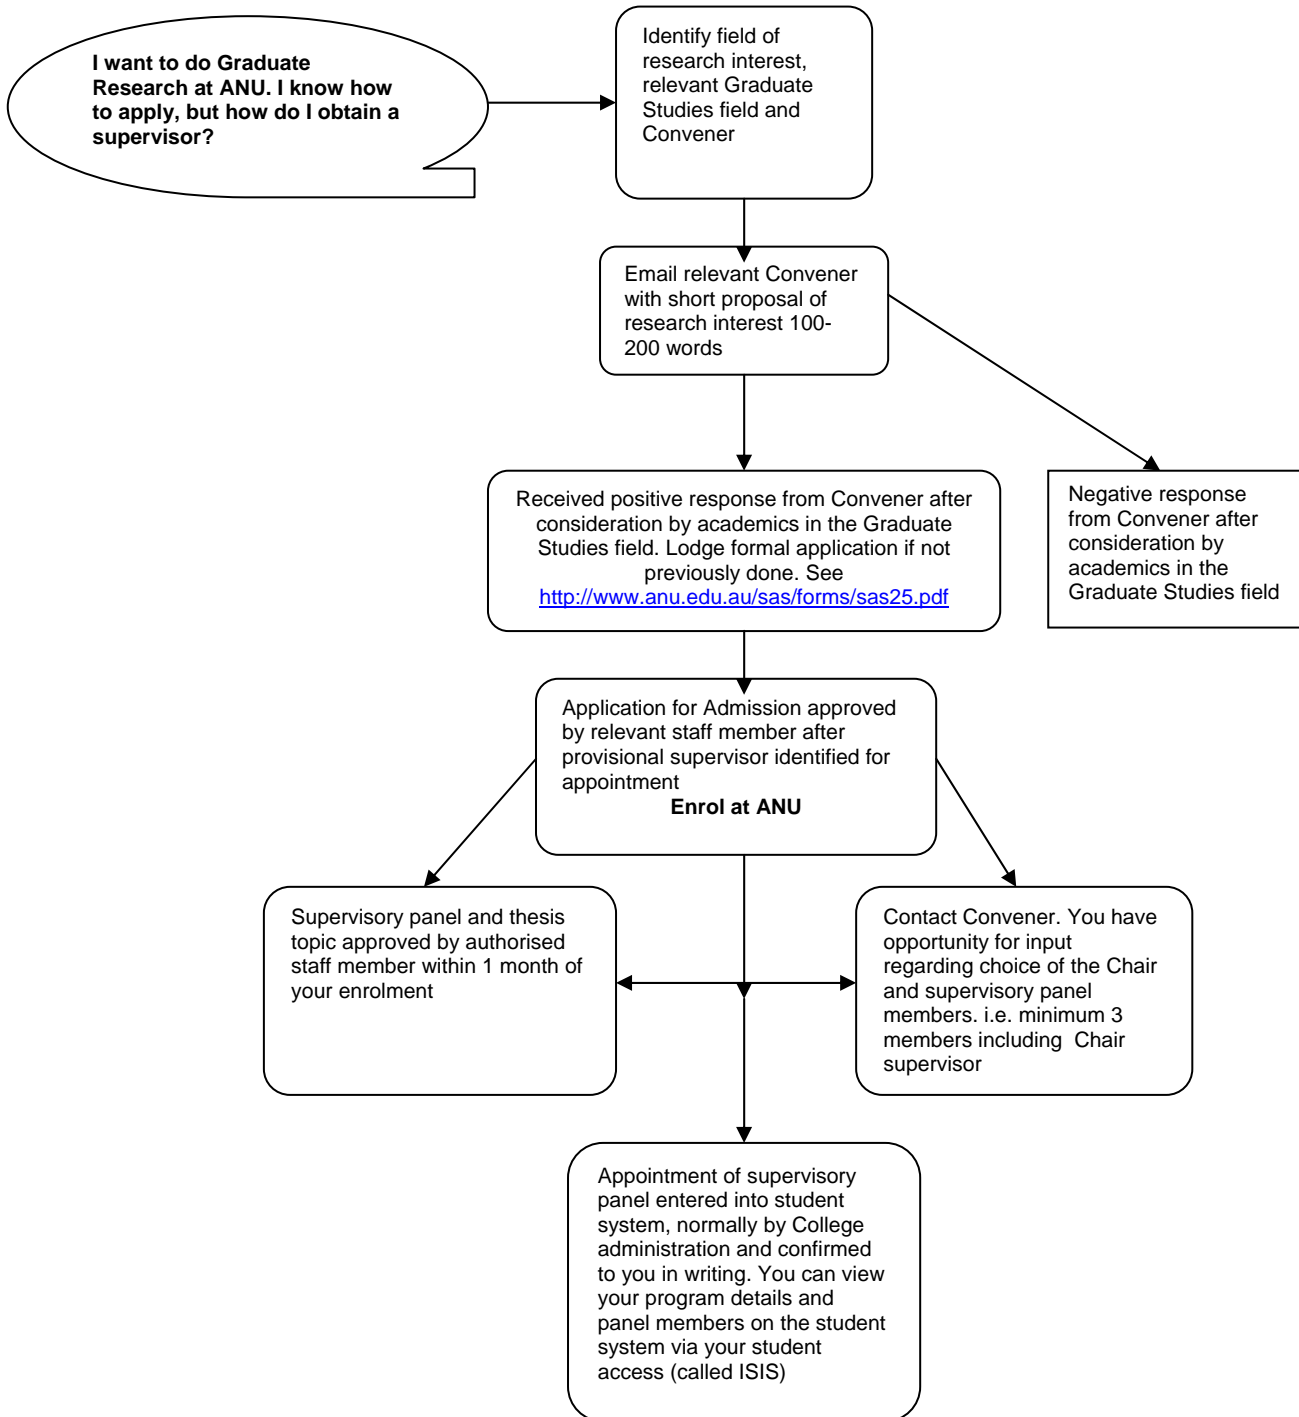 I want to do Graduate
Research at ANU. I know how
to apply, but how do I obtain a
supervisor?
Identify field of
research interest,
relevant Graduate
Studies field and
Convener
Email relevant Convener
with short proposal of
research interest 100-
200 words
Received positive response from Convener after
consideration by academics in the Graduate
Studies field. Lodge formal application if not
previously done. See
http://www.anu.edu.au/sas/forms/sas25.pdf
Negative response
from Convener after
consideration by
academics in the
Graduate Studies field
Application for Admission approved
by relevant staff member after
provisional supervisor identified for
appointment
Enrol at ANU
Supervisory panel and thesis
topic approved by authorised
staff member within 1 month of
your enrolment
Contact Convener. You have
opportunity for input
regarding choice of the Chair
and supervisory panel
members. i.e. minimum 3
members including  Chair
supervisor
Appointment of supervisory
panel entered into student
system, normally by College
administration and confirmed
to you in writing. You can view
your program details and
panel members on the student
system via your student
access (called ISIS)